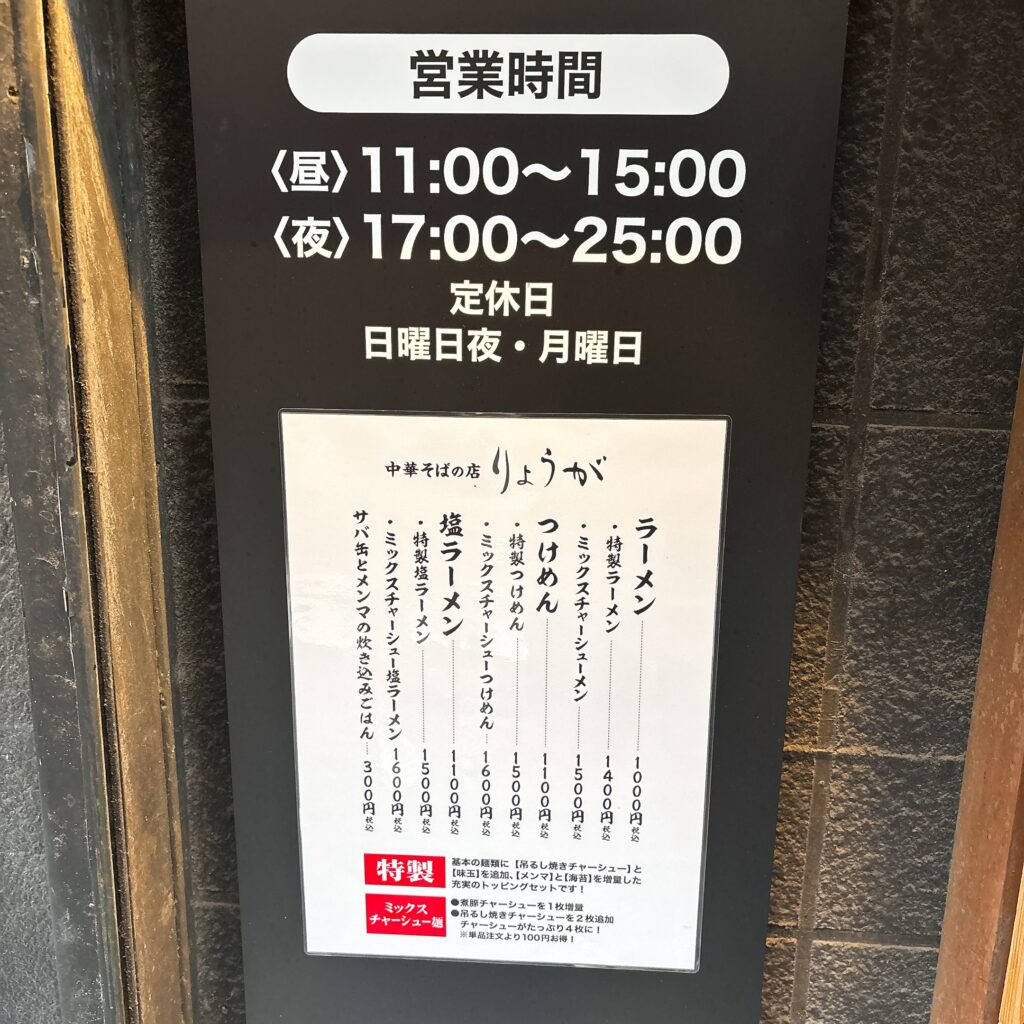 営業時間
〈昼〉11:00〜15:00
〈夜〉17:00〜25:00
定休日
日曜日夜・月曜日
中華そばの店 りょうが
ラーメン 1000円 税込
・特製ラーメン 1400円 税込
・ミックスチャーシューメン 1500円 税込
つけめん 1100円 税込
・特製つけめん 1500円 税込
・ミックスチャーシューつけめん 1600円 税込
塩ラーメン 1100円 税込
・特製塩ラーメン 1500円 税込
・ミックスチャーシュー塩ラーメン 1600円 税込
サバ缶とメンマの炊き込みごはん 300円 税込
特製
基本の麺類に【吊るし焼きチャーシュー】と
【味玉】を追加、【メンマ】と【海苔】を増量した
充実のトッピングセットです！
ミックス
チャーシュー麺
●煮豚チャーシューを1枚増量
●吊るし焼きチャーシューを2枚追加
チャーシューがたっぷり4枚に！
※単品注文より100円お得！